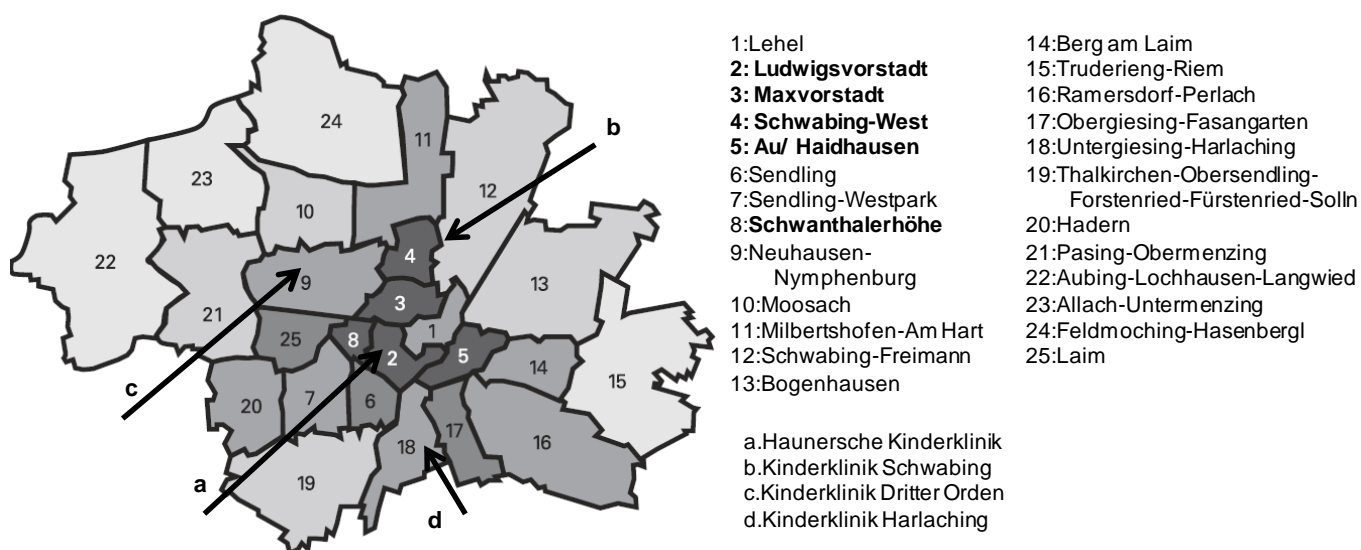 24
11
b
23
12
10
4
22
9
13
3
21
1
25
8
2
5
14
c
15
7
20
6
17
16
18
a
19
d
1:Lehel
2: Ludwigsvorstadt
3: Maxvorstadt
4: Schwabing-West
5: Au/ Haidhausen
6:Sendling
7:Sendling-Westpark
8:Schwanthalerhöhe
9:Neuhausen-
Nymphenburg
10:Moosach
11:Milbertshofen-Am Hart
12:Schwabing-Freimann
13:Bogenhausen
14:Berg am Laim
15:Truderieng-Riem
16:Ramersdorf-Perlach
17:Obergiesing-Fasangarten
18:Untergiesing-Harlaching
19:Thalkirchen-Obersendling-
Forstenried-Fürstenried-Solln
20:Hadern
21:Pasing-Obermenzing
22:Aubing-Lochhausen-Langwied
23:Allach-Untermenzing
24:Feldmoching-Hasenbergl
25:Laim
a.Haunersche Kinderklinik
b.Kinderklinik Schwabing
c.Kinderklinik Dritter Orden
d.Kinderklinik Harlaching